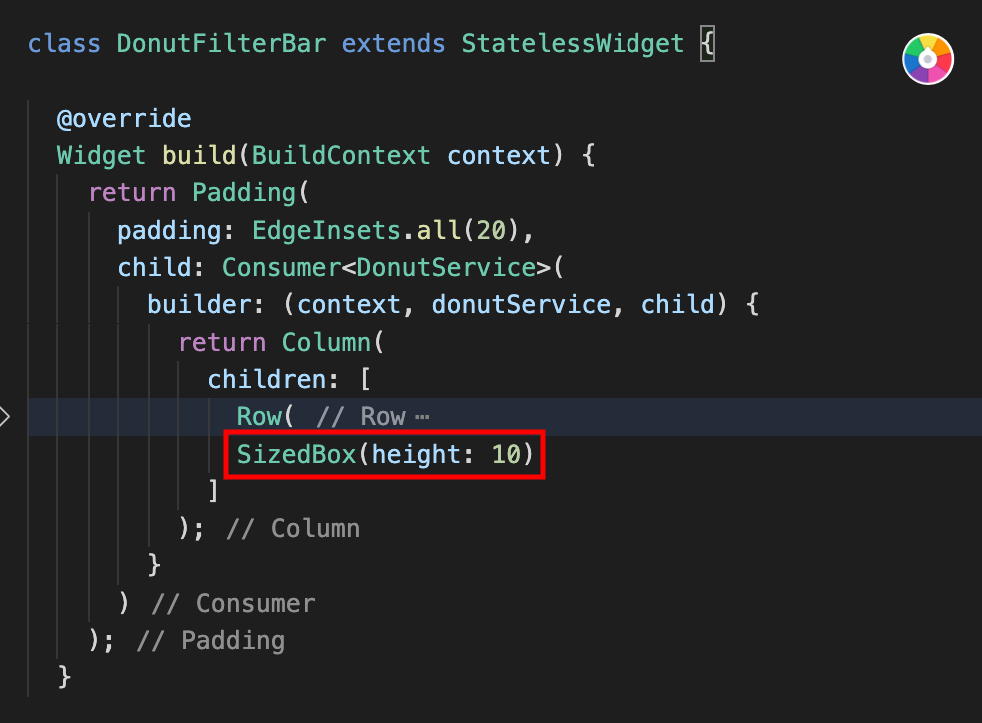 class DonutFilterBar extends StatelessWidget {
@override
Widget build(BuildContext context) {
return Padding(
padding: EdgeInsets.all(20),
child: Consumer<DonutService>(
builder: (context, donutService, child) {
return Column(
children: [
Row( // Row ⋯
SizedBox(height: 10)
]
); // Column
}
) // Consumer
); // Padding
}